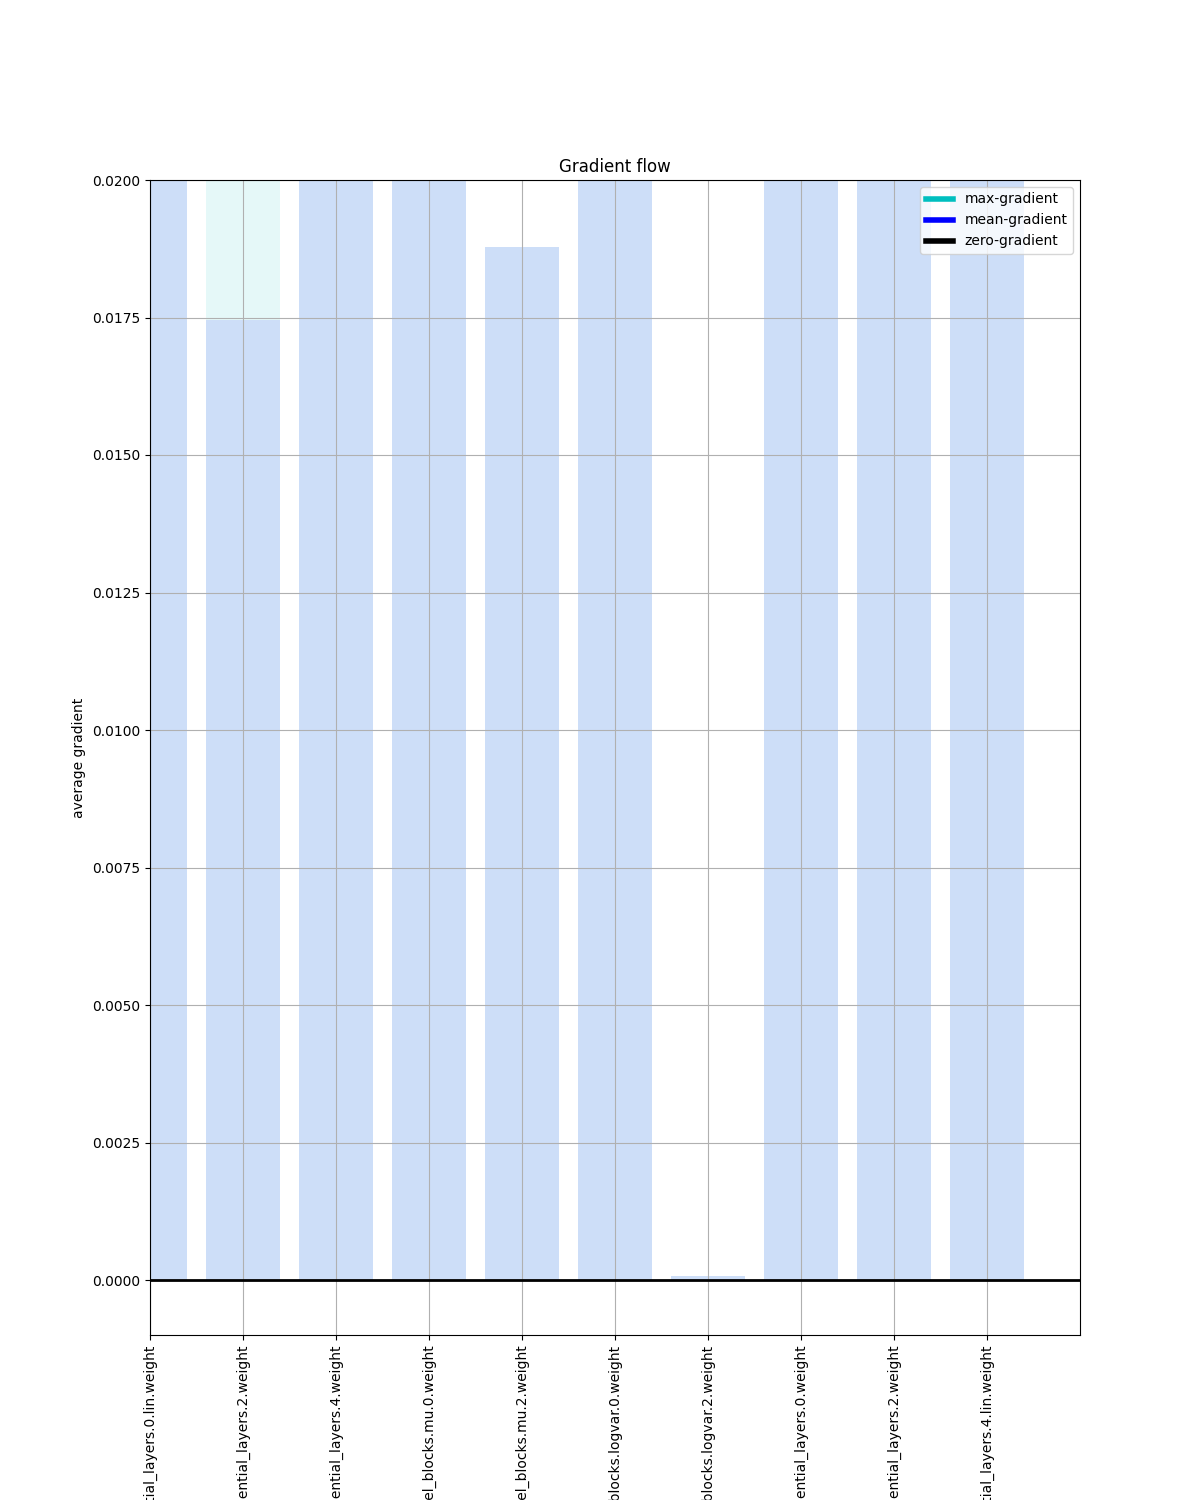 Gradient flow
max-gradient
mean-gradient
zero-gradient
0.0200
0.0175
0.0150
0.0125
0.0100
0.0075
0.0050
0.0025
0.0000
average gradient
tial_layers.0.lin.weight
ential_layers.2.weight
ential_layers.4.weight
el_blocks.mu.0.weight
el_blocks.mu.2.weight
blocks.logvar.0.weight
blocks.logvar.2.weight
ential_layers.0.weight
ential_layers.2.weight
tial_layers.4.lin.weight